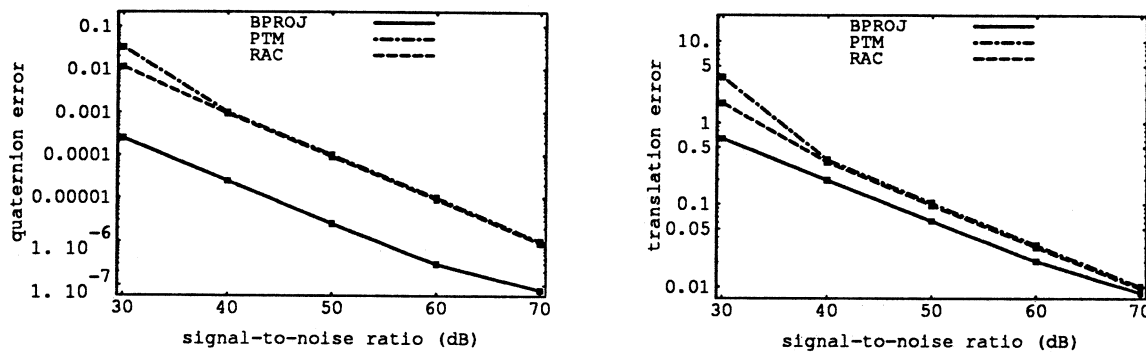 quaternion error
0.1
0.01
0.001
0.0001
0.00001
1. 10-6
1. 10-7
BPROJ
PTM
RAC
30 40 50 60 70
signal-to-noise ratio (dB)
translation error
10.
5
1
0.5
0.1
0.05
0.01
BPROJ
PTM
RAC
30 40 50 60 70
signal-to-noise ratio (dB)